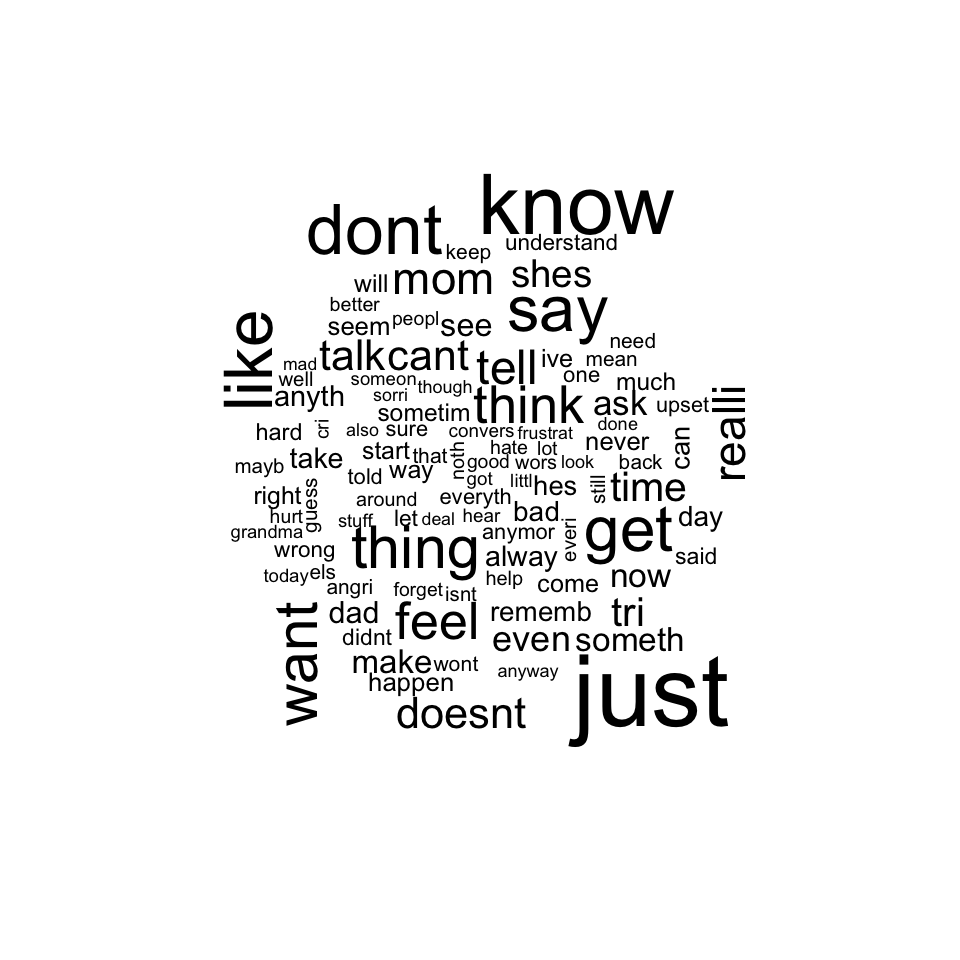 know
dont
keep
understand
will
mom
shes
better
say
seem
peopl
see
like
need
mad
talk
cant
tell
ive
mean
well
someon
though
one
much
anyth
sorri
sometim
think
ask
upset
realli
hard
cri
also
sure
convers
frustrat
done
never
can
mayb
take
start
that
noth
hate
lot
good
wors
look
back
told
way
got
littl
hes
still
time
right
guess
around
everyth
hurt
stuff
let
deal
hear
bad
everi
get
day
grandma
anymor
wrong
thing
alway
said
today
els
angri
forget
isnt
help
come
now
want
dad
feel
rememb
tri
didnt
even
someth
make
wont
happen
anyway
just
doesnt